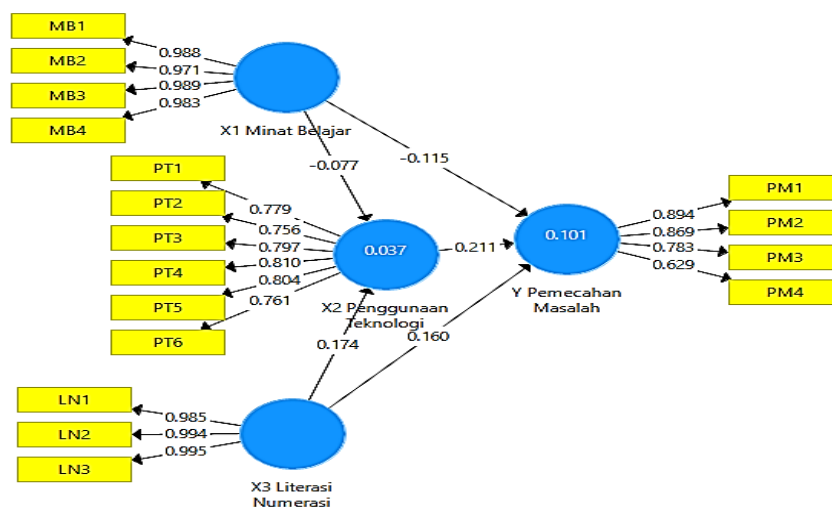 MB1
MB2
MB3
MB4
0.988
0.971
0.989
0.983
X1 Minat Belajar
-0.077
-0.115
PT1
PT2
PT3
PT4
PT5
PT6
0.779
0.756
0.797
0.810
0.804
0.761
0.037
X2 Penggunaan
Teknologi
0.211
0.101
Y Pemecahan
Masalah
0.894
0.869
0.783
0.629
PM1
PM2
PM3
PM4
0.174
0.160
LN1
LN2
LN3
0.985
0.994
0.995
X3 Literasi
Numerasi